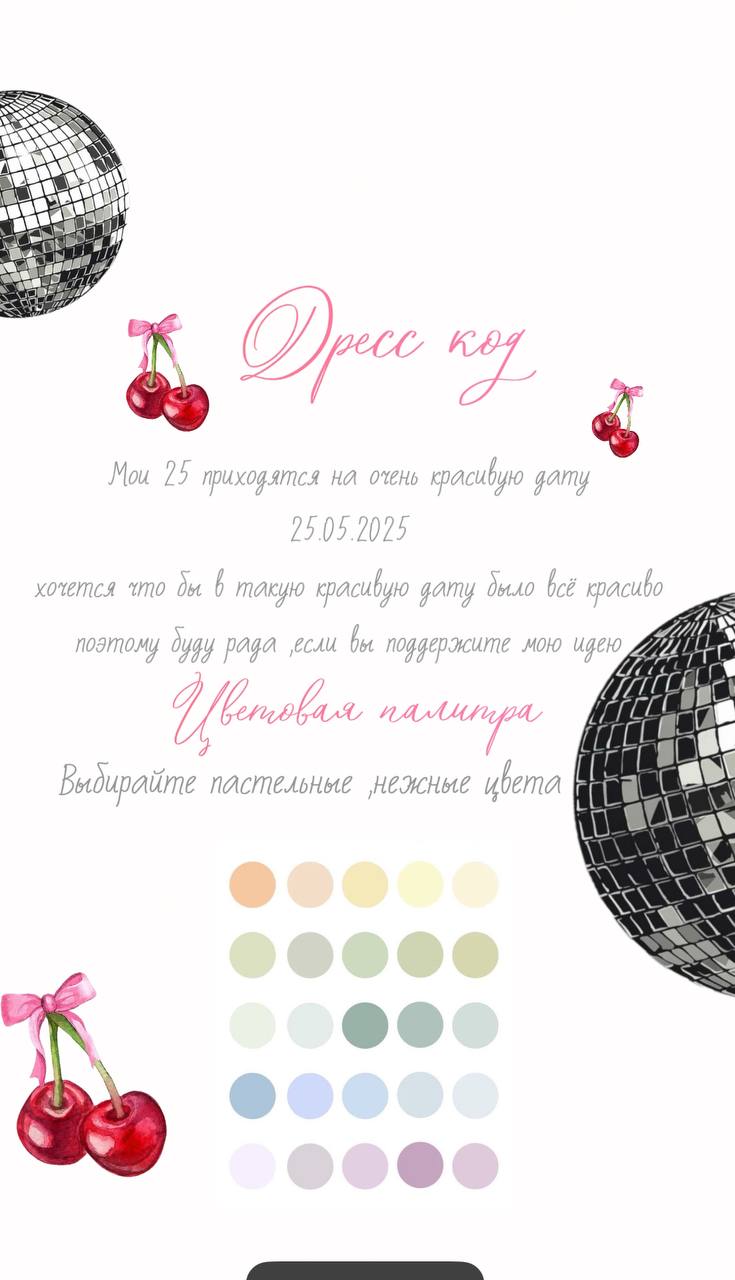 Дресс код
Мои 25 приходятся на очень красивую дату
25.05.2025
хочется что бы в такую красивую дату было всё красиво
поэтому буду рада ,если вы поддержите мою идею
Цветовая палитра
Выбирайте пастельные ,нежные цвета